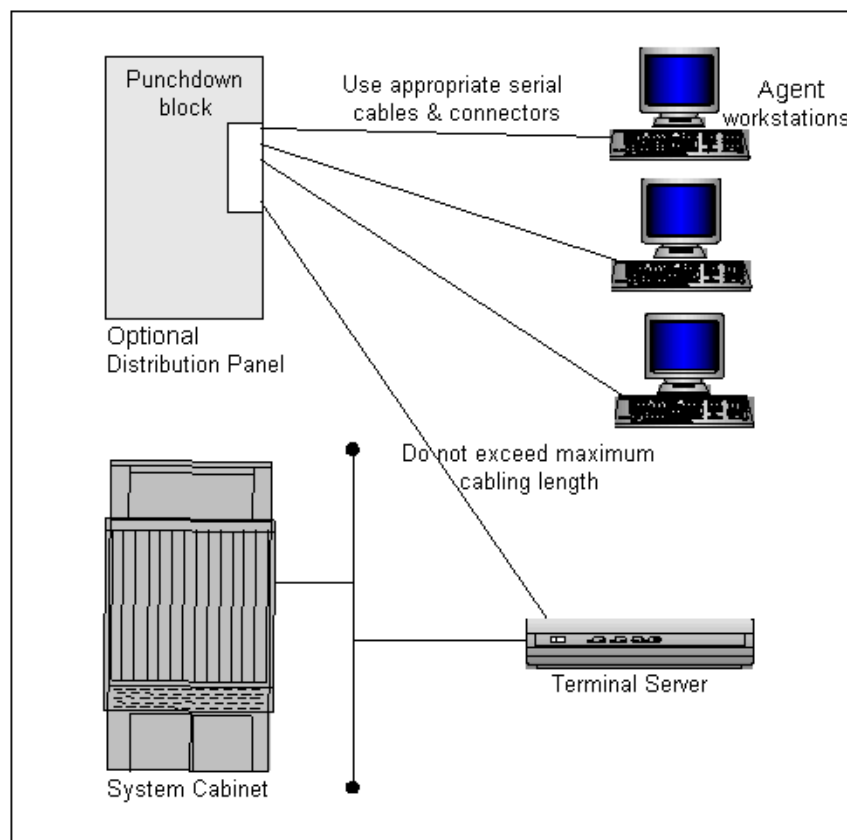 Punchdown
block
Use appropriate serial
cables & connectors
Agent
workstations
Optional
Distribution Panel
Do not exceed maximum
cabling length
Terminal Server
System Cabinet